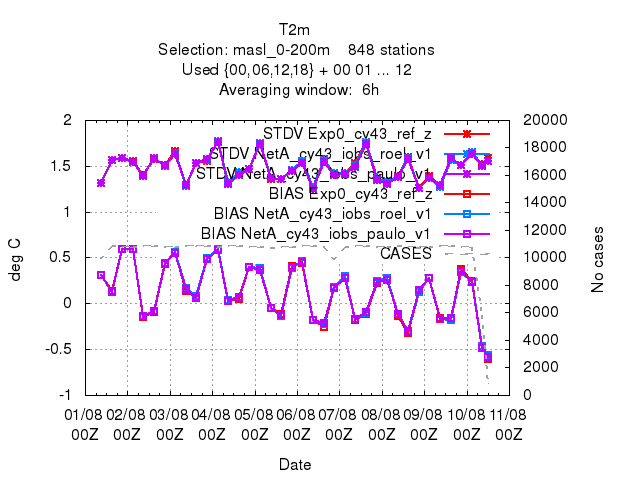 T2m
Selection: masl_0-200m 848 stations
Used {00,06,12,18} + 00 01 ... 12
Averaging window: 6h
2
1.5
1
0.5
0
-0.5
-1
deg C
20000
18000
16000
14000
12000
10000
8000
6000
4000
2000
0
No cases
STDV Exp0_cy43_ref_z
STDV NetA_cy43_iobs_roel_v1
STDV NetA_cy43_iobs_paulo_v1
BIAS Exp0_cy43_ref_z
BIAS NetA_cy43_iobs_roel_v1
BIAS NetA_cy43_iobs_paulo_v1
CASES
01/08 02/08 03/08 04/08 05/08 06/08 07/08 08/08 09/08 10/08 11/08
00Z 00Z 00Z 00Z 00Z 00Z 00Z 00Z 00Z 00Z 00Z
Date